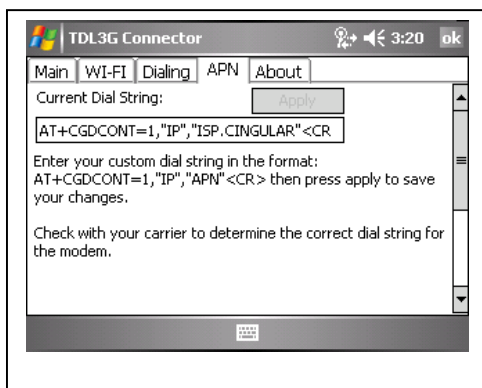 TDL3G Connector 3:20 ok
Main WI-FI Dialing APN About
Current Dial String: Apply
AT+CGDCONT=1,"IP","ISP.CINGULAR"<CR
Enter your custom dial string in the format:
AT+CGDCONT=1,"IP","APN"<CR> then press apply to save
your changes.
Check with your carrier to determine the correct dial string for
the modem.